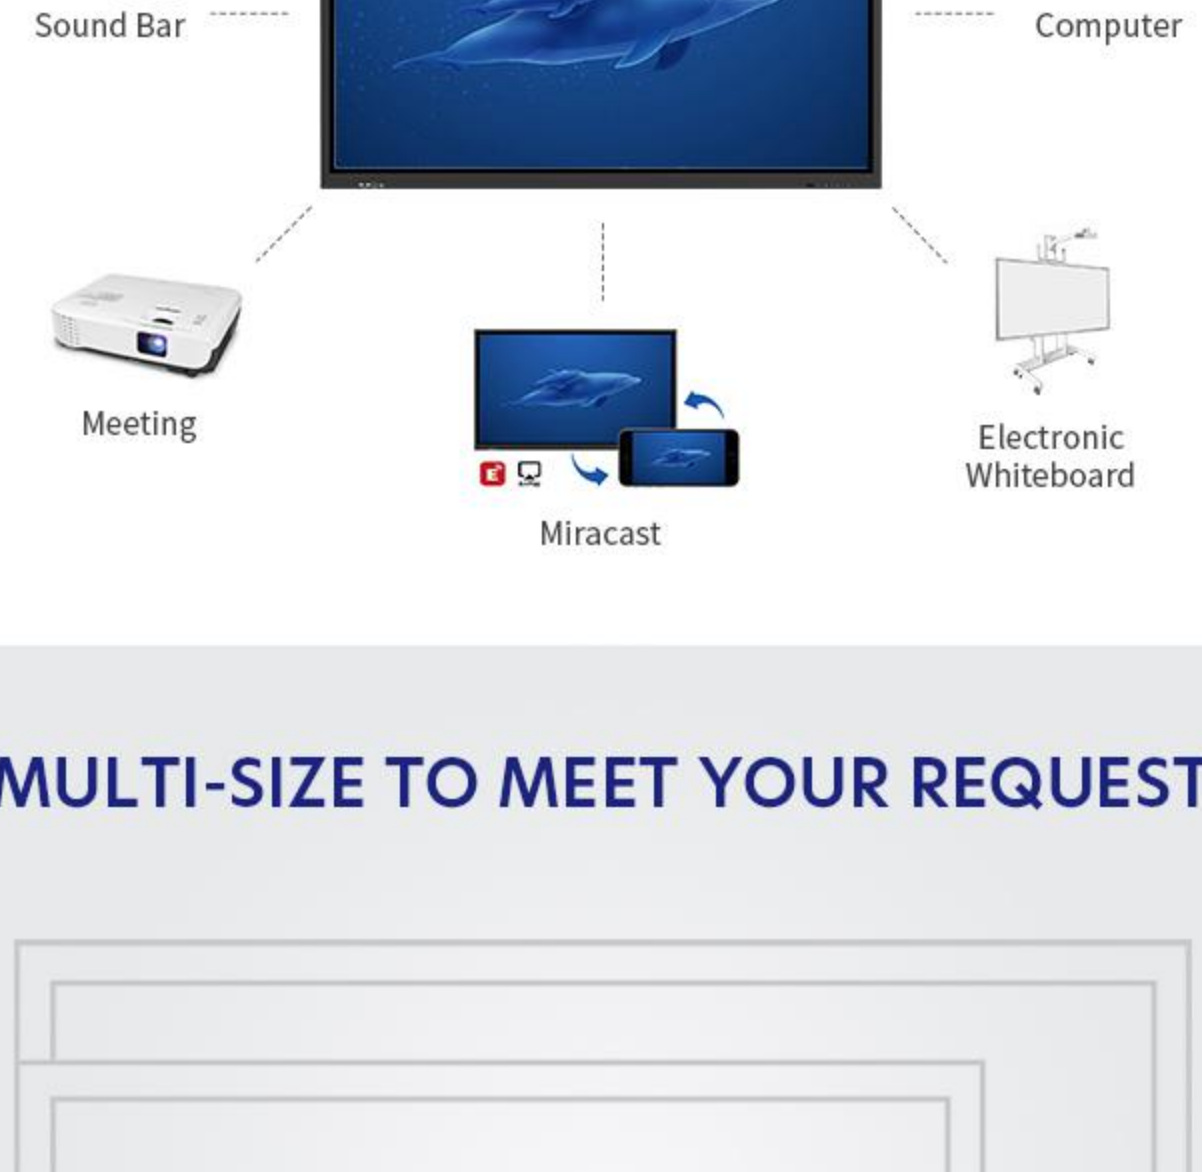 Sound Bar
Computer
Meeting
Electronic
Whiteboard
E
Miracast
MULTI-SIZE TO MEET YOUR REQUEST